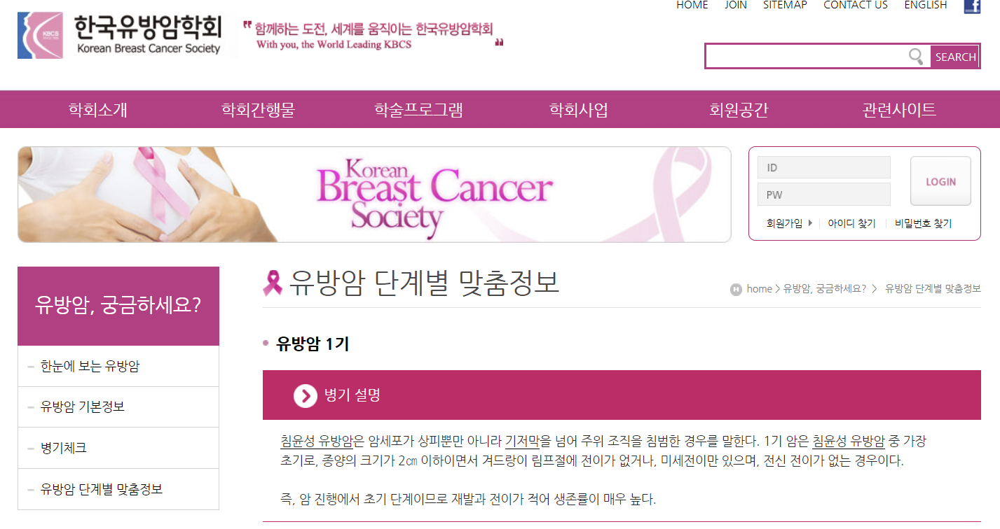 HOME JOIN SITEMAP CONTACT US ENGLISH f
KBCS
한국유방암학회
Korean Breast Cancer Society
" 함께하는 도전, 세계를 움직이는 한국유방암학회
With you, the World Leading KBCS "
SEARCH
학회소개 학회간행물 학술프로그램 학회사업 회원공간 관련사이트
Korean
Breast Cancer
Society
ID
PW
LOGIN
회원가입 아이디 찾기 비밀번호 찾기
유방암, 궁금하세요?
– 한눈에 보는 유방암
– 유방암 기본정보
– 병기체크
– 유방암 단계별 맞춤정보
유방암 단계별 맞춤정보
H home > 유방암, 궁금하세요? > 유방암 단계별 맞춤정보
• 유방암 1기
병기 설명
침윤성 유방암은 암세포가 상피뿐만 아니라 기저막을 넘어 주위 조직을 침범한 경우를 말한다. 1기 암은 침윤성 유방암 중 가장
초기로, 종양의 크기가 2㎝ 이하이면서 겨드랑이 림프절에 전이가 없거나, 미세전이만 있으며, 전신 전이가 없는 경우이다.
즉, 암 진행에서 초기 단계이므로 재발과 전이가 적어 생존률이 매우 높다.